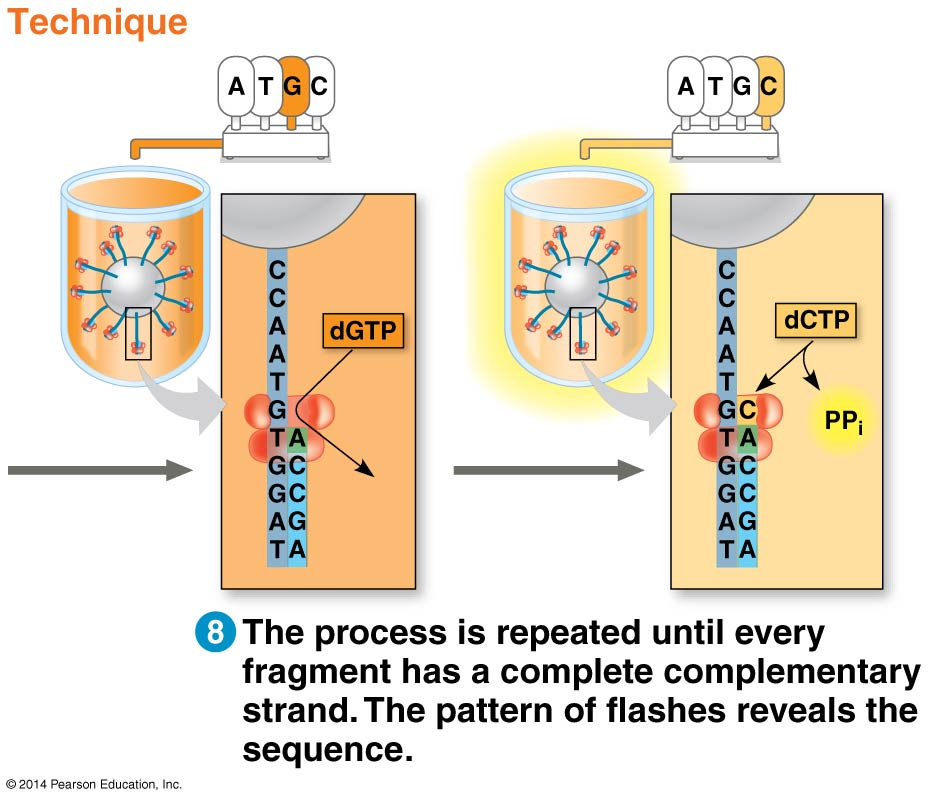 Technique
A T G C
A T G C
C
C
A
A
T
G
T A
G C
G C
A G
T A
dGTP
C
C
A
A
T
G C
T A
G C
G C
A G
T A
dCTP
PPi
8 The process is repeated until every
fragment has a complete complementary
strand. The pattern of flashes reveals the
sequence.
© 2014 Pearson Education, Inc.